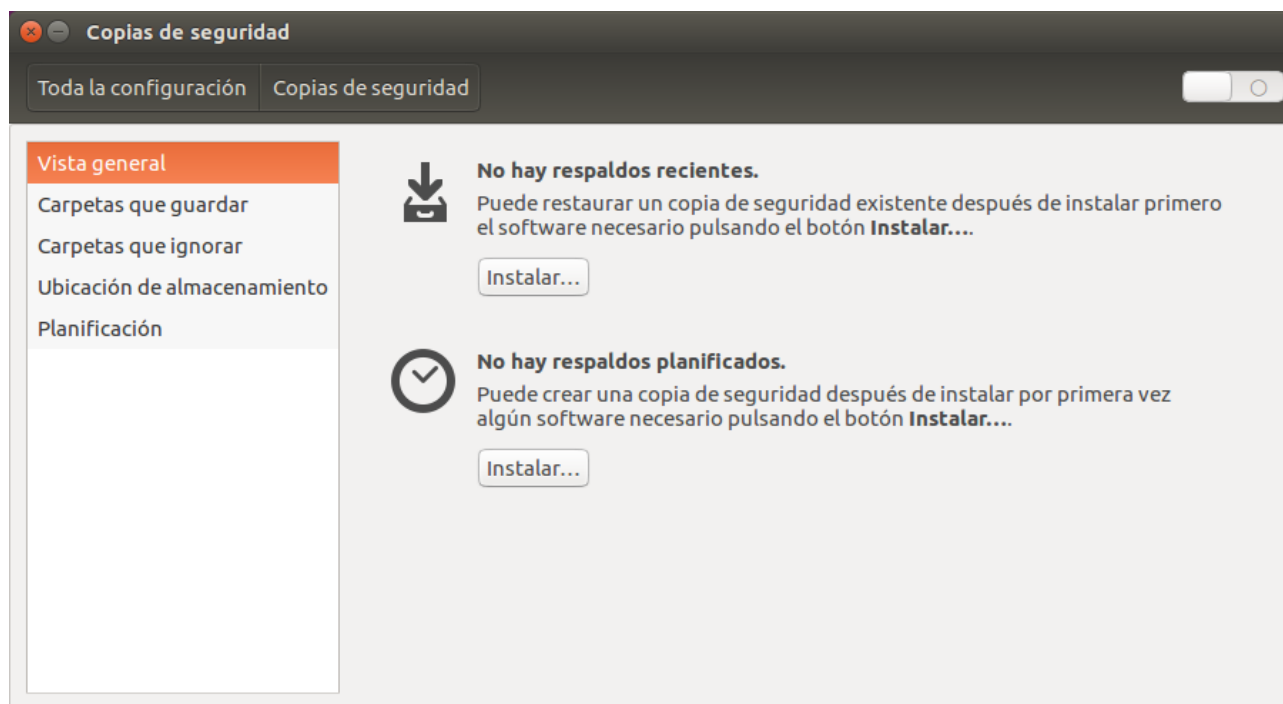 Copias de seguridad
Toda la configuración Copias de seguridad
Vista general
Carpetas que guardar
Carpetas que ignorar
Ubicación de almacenamiento
Planificación
No hay respaldos recientes.
Puede restaurar un copia de seguridad existente después de instalar primero
el software necesario pulsando el botón Instalar….
Instalar…
No hay respaldos planificados.
Puede crear una copia de seguridad después de instalar por primera vez
algún software necesario pulsando el botón Instalar….
Instalar…